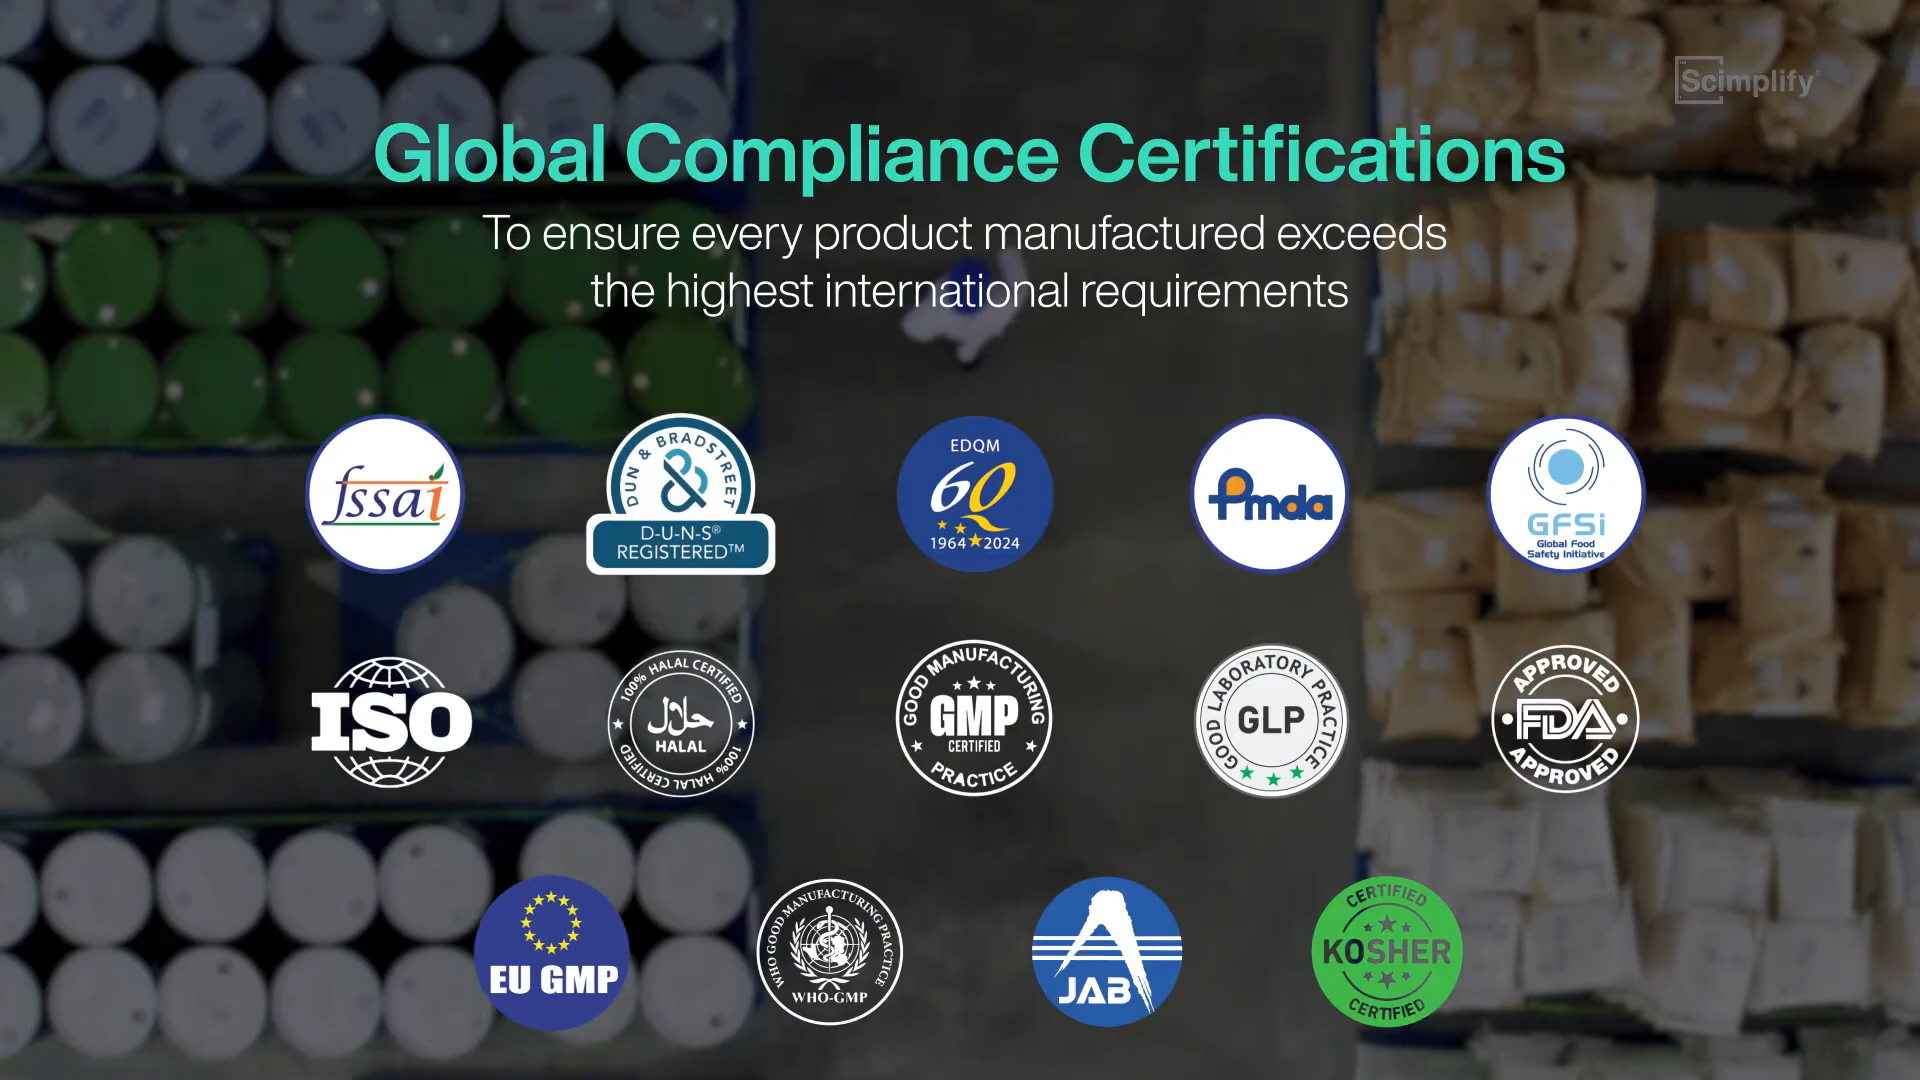 Scimplify
Global Compliance Certifications
To ensure every product manufactured exceeds
the highest international requirements
fssai
DUN & BRADSTREET
D-U-N-S®
REGISTERED™
EDQM
60
1964 2024
Pmda
GFSi
Global Food
Safety Initiative
ISO
100% HALAL CERTIFIED
حلال
HALAL
100% HALAL CERTIFIED
GOOD MANUFACTURING
GMP
CERTIFIED
PRACTICE
GOOD LABORATORY PRACTICE
GLP
APPROVED
FDA
APPROVED
EU GMP
WHO GOOD MANUFACTURING PRACTICE
WHO-GMP
JAB
CERTIFIED
KOSHER
CERTIFIED